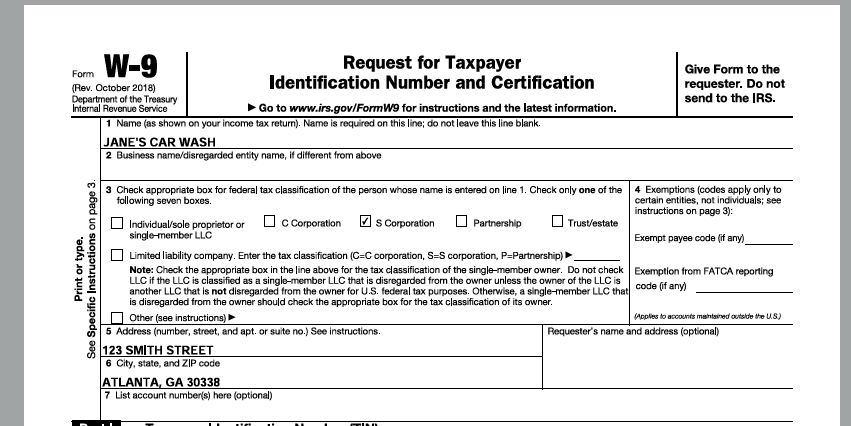 Form W-9
(Rev. October 2018)
Department of the Treasury
Internal Revenue Service
Request for Taxpayer
Identification Number and Certification
▶ Go to www.irs.gov/FormW9 for instructions and the latest information.
Give Form to the
requester. Do not
send to the IRS.
Print or type.
See Specific Instructions on page 3.
1 Name (as shown on your income tax return). Name is required on this line; do not leave this line blank.
JANE'S CAR WASH
2 Business name/disregarded entity name, if different from above
3 Check appropriate box for federal tax classification of the person whose name is entered on line 1. Check only one of the
following seven boxes.
☐ Individual/sole proprietor or
single-member LLC
☐ C Corporation
☑ S Corporation
☐ Partnership
☐ Trust/estate
☐ Limited liability company. Enter the tax classification (C=C corporation, S=S corporation, P=Partnership) ▶
Note: Check the appropriate box in the line above for the tax classification of the single-member owner. Do not check
LLC if the LLC is classified as a single-member LLC that is disregarded from the owner unless the owner of the LLC is
another LLC that is not disregarded from the owner for U.S. federal tax purposes. Otherwise, a single-member LLC that
is disregarded from the owner should check the appropriate box for the tax classification of its owner.
☐ Other (see instructions) ▶
4 Exemptions (codes apply only to
certain entities, not individuals; see
instructions on page 3):
Exempt payee code (if any)
Exemption from FATCA reporting
code (if any)
(Applies to accounts maintained outside the U.S.)
5 Address (number, street, and apt. or suite no.) See instructions.
123 SMITH STREET
6 City, state, and ZIP code
ATLANTA, GA 30338
Requester's name and address (optional)
7 List account number(s) here (optional)